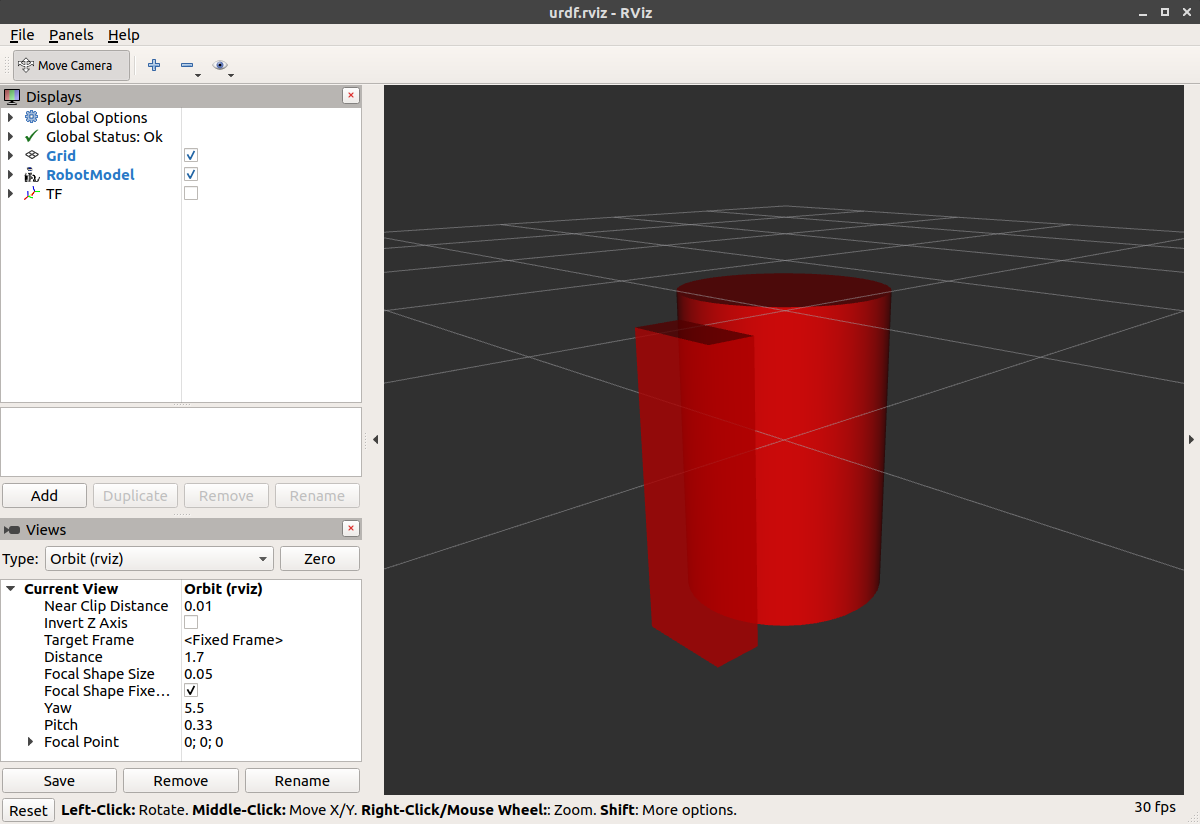 urdf.rviz - RViz
File Panels Help
Move Camera
Displays
Global Options
Global Status: Ok
Grid
RobotModel
TF
Add Duplicate Remove Rename
Views
Type: Orbit (rviz) Zero
Current View Orbit (rviz)
Near Clip Distance 0.01
Invert Z Axis
Target Frame <Fixed Frame>
Distance 1.7
Focal Shape Size 0.05
Focal Shape Fixe...
Yaw 5.5
Pitch 0.33
Focal Point 0; 0; 0
Save Remove Rename
Reset Left-Click: Rotate. Middle-Click: Move X/Y. Right-Click/Mouse Wheel:: Zoom. Shift: More options. 30 fps